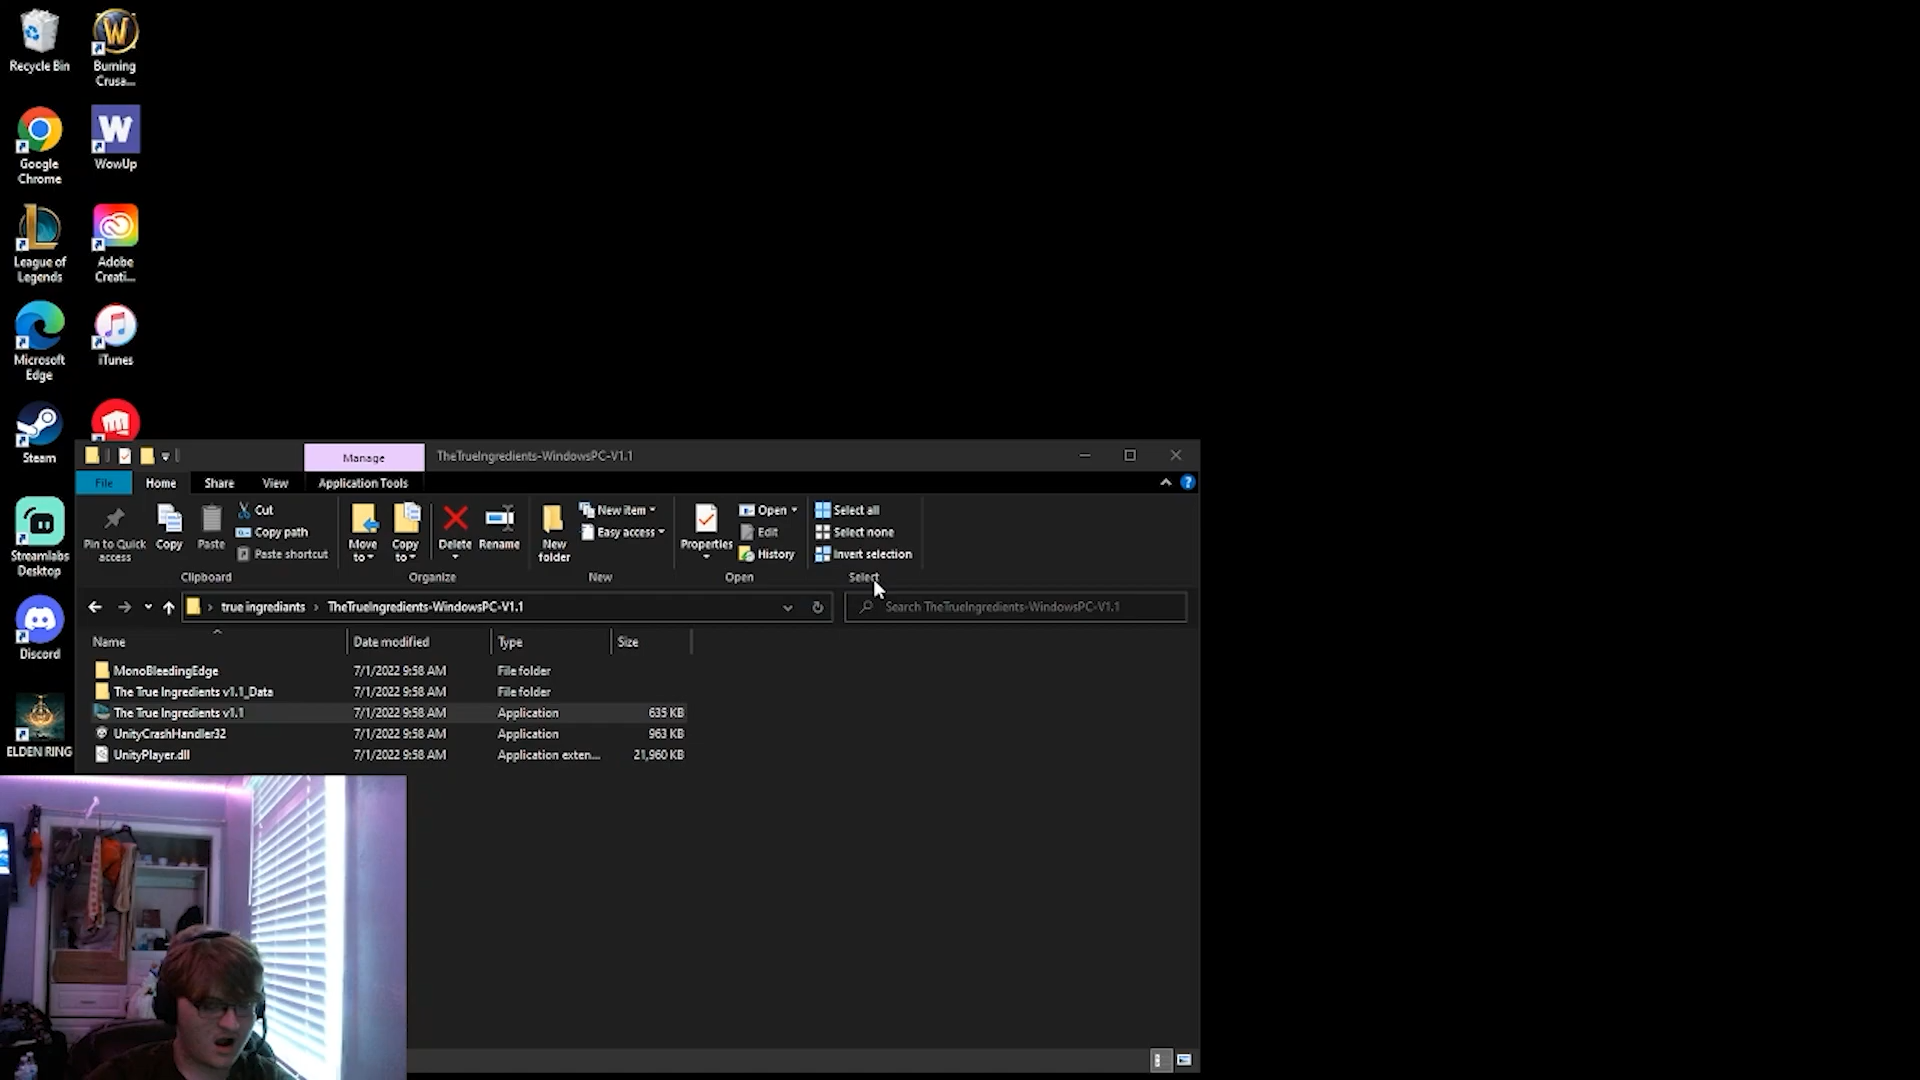 Recycle Bin
Burning
Crusa...
Google
Chrome
WowUp
League of
Legends
Adobe
Creati...
Microsoft
Edge
iTunes
Steam
Streamlabs
Desktop
Discord
ELDEN RING
Manage
TheTrueIngredients-WindowsPC-V1.1
File
Home
Share
View
Application Tools
Pin to Quick
access
Copy
Paste
Cut
Copy path
Paste shortcut
Clipboard
Move
to
Copy
to
Delete
Rename
Organize
New
folder
New item
Easy access
New
Properties
Open
Edit
History
Open
Select all
Select none
Invert selection
Select
true ingrediants > TheTrueIngredients-WindowsPC-V1.1
Search TheTrueIngredients-WindowsPC-V1.1
Name Date modified Type Size
MonoBleedingEdge 7/1/2022 9:58 AM File folder
The True Ingredients v1.1_Data 7/1/2022 9:58 AM File folder
The True Ingredients v1.1 7/1/2022 9:58 AM Application 635 KB
UnityCrashHandler32 7/1/2022 9:58 AM Application 963 KB
UnityPlayer.dll 7/1/2022 9:58 AM Application exten... 21,960 KB